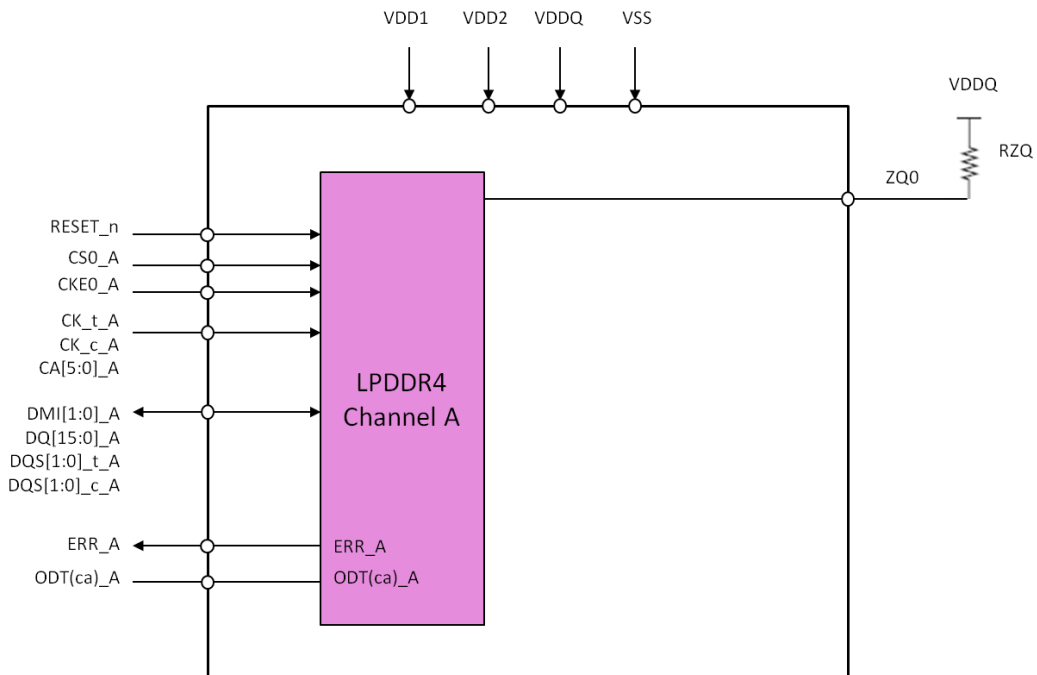 VDD1
VDD2
VDDQ
VSS
VDDQ
RZQ
ZQ0
RESET_n
CS0_A
CKE0_A
CK_t_A
CK_c_A
CA[5:0]_A
LPDDR4
Channel A
DMI[1:0]_A
DQ[15:0]_A
DQS[1:0]_t_A
DQS[1:0]_c_A
ERR_A
ERR_A
ODT(ca)_A
ODT(ca)_A